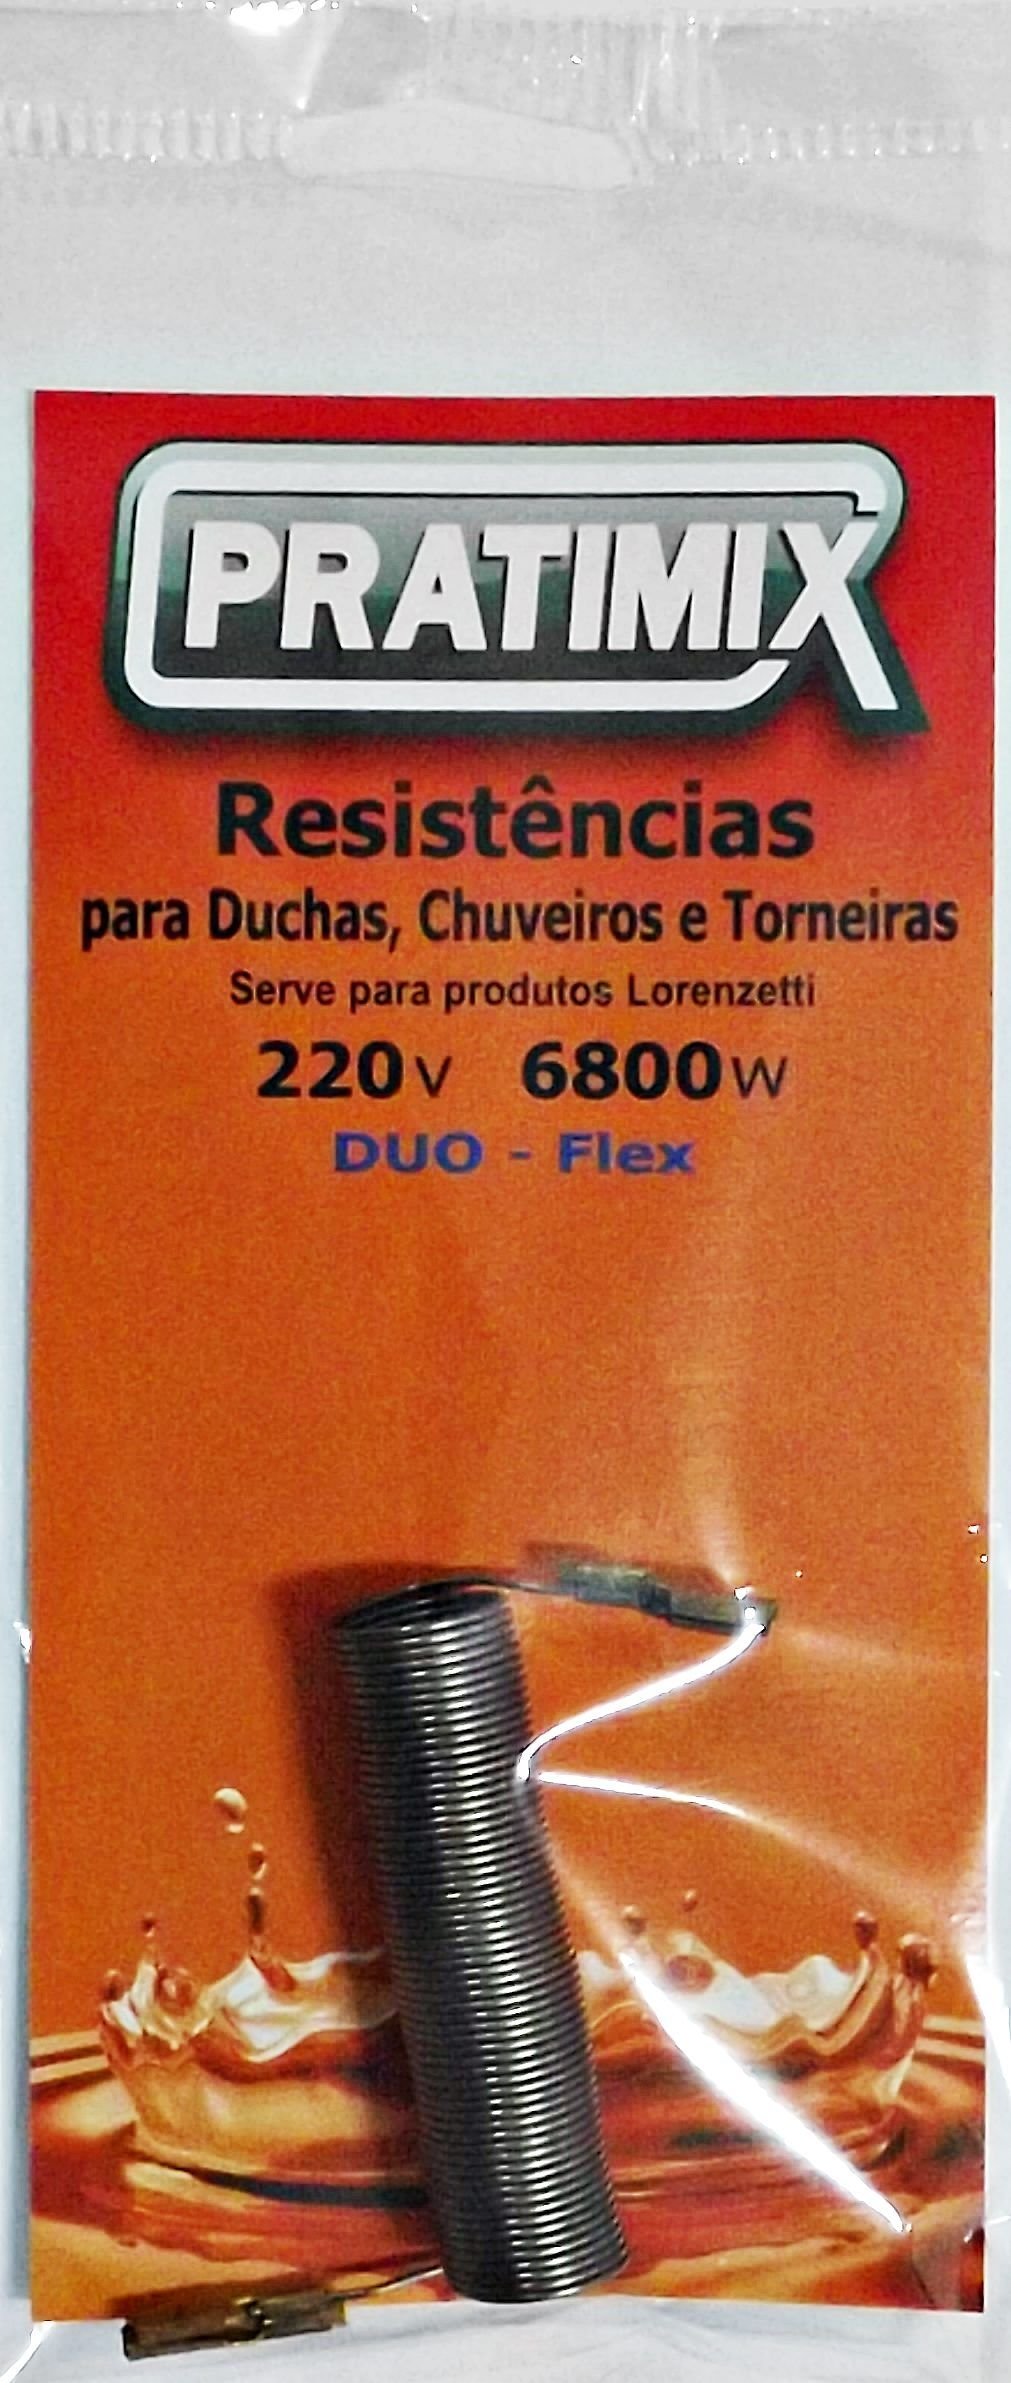 PRATIMIX
Resistências
para Duchas, Chuveiros e Torneiras
Serve para produtos Lorenzetti
220V 6800W
DUO - Flex